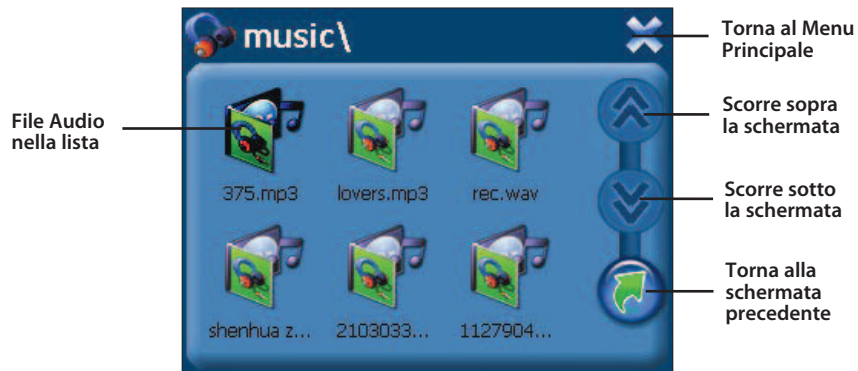 music\
Torna al Menu
Principale
File Audio
nella lista
Scorre sopra
la schermata
375.mp3 lovers.mp3 rec.wav
Scorre sotto
la schermata
Torna alla
schermata
precedente
shenhua z... 2103033... 1127904...